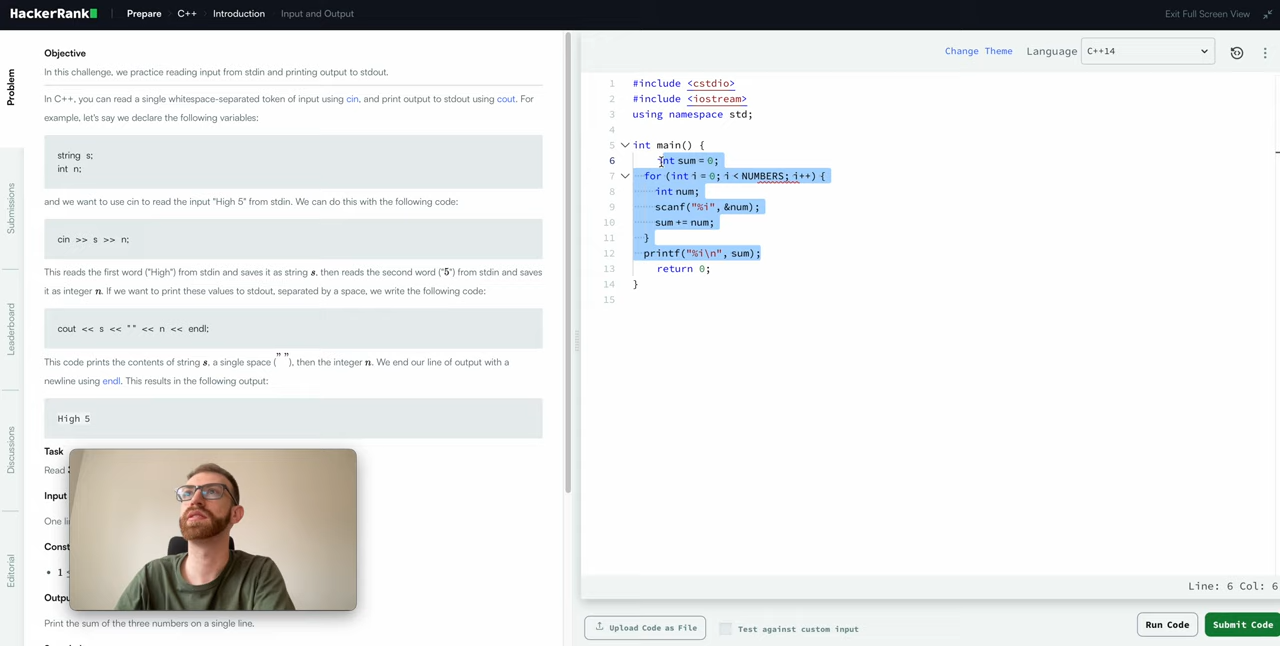 HackerRank
Prepare > C++ > Introduction > Input and Output
Exit Full Screen View
Problem
Submissions
Leaderboard
Discussions
Editorial
Objective
In this challenge, we practice reading input from stdin and printing output to stdout.
In C++, you can read a single whitespace-separated token of input using cin, and print output to stdout using cout. For
example, let's say we declare the following variables:
string s;
int n;
and we want to use cin to read the input "High 5" from stdin. We can do this with the following code:
cin >> s >> n;
This reads the first word ("High") from stdin and saves it as string s, then reads the second word ("5") from stdin and saves
it as integer n. If we want to print these values to stdout, separated by a space, we write the following code:
cout << s << " " << n << endl;
This code prints the contents of string s, a single space (" "), then the integer n. We end our line of output with a
newline using endl. This results in the following output:
High 5
Task
Read
Input
One
Output
Print the sum of the three numbers on a single line.
Change Theme
Language
C++14
1 #include <cstdio>
2 #include <iostream>
3 using namespace std;
4
5 int main() {
6 int sum = 0;
7 for (int i = 0; i < NUMBERS; i++) {
8 int num;
9 scanf("%i", &num);
10 sum += num;
11 }
12 printf("%i\n", sum);
13 return 0;
14 }
15
Line: 6 Col: 6
Upload Code as File
Test against custom input
Run Code
Submit Code